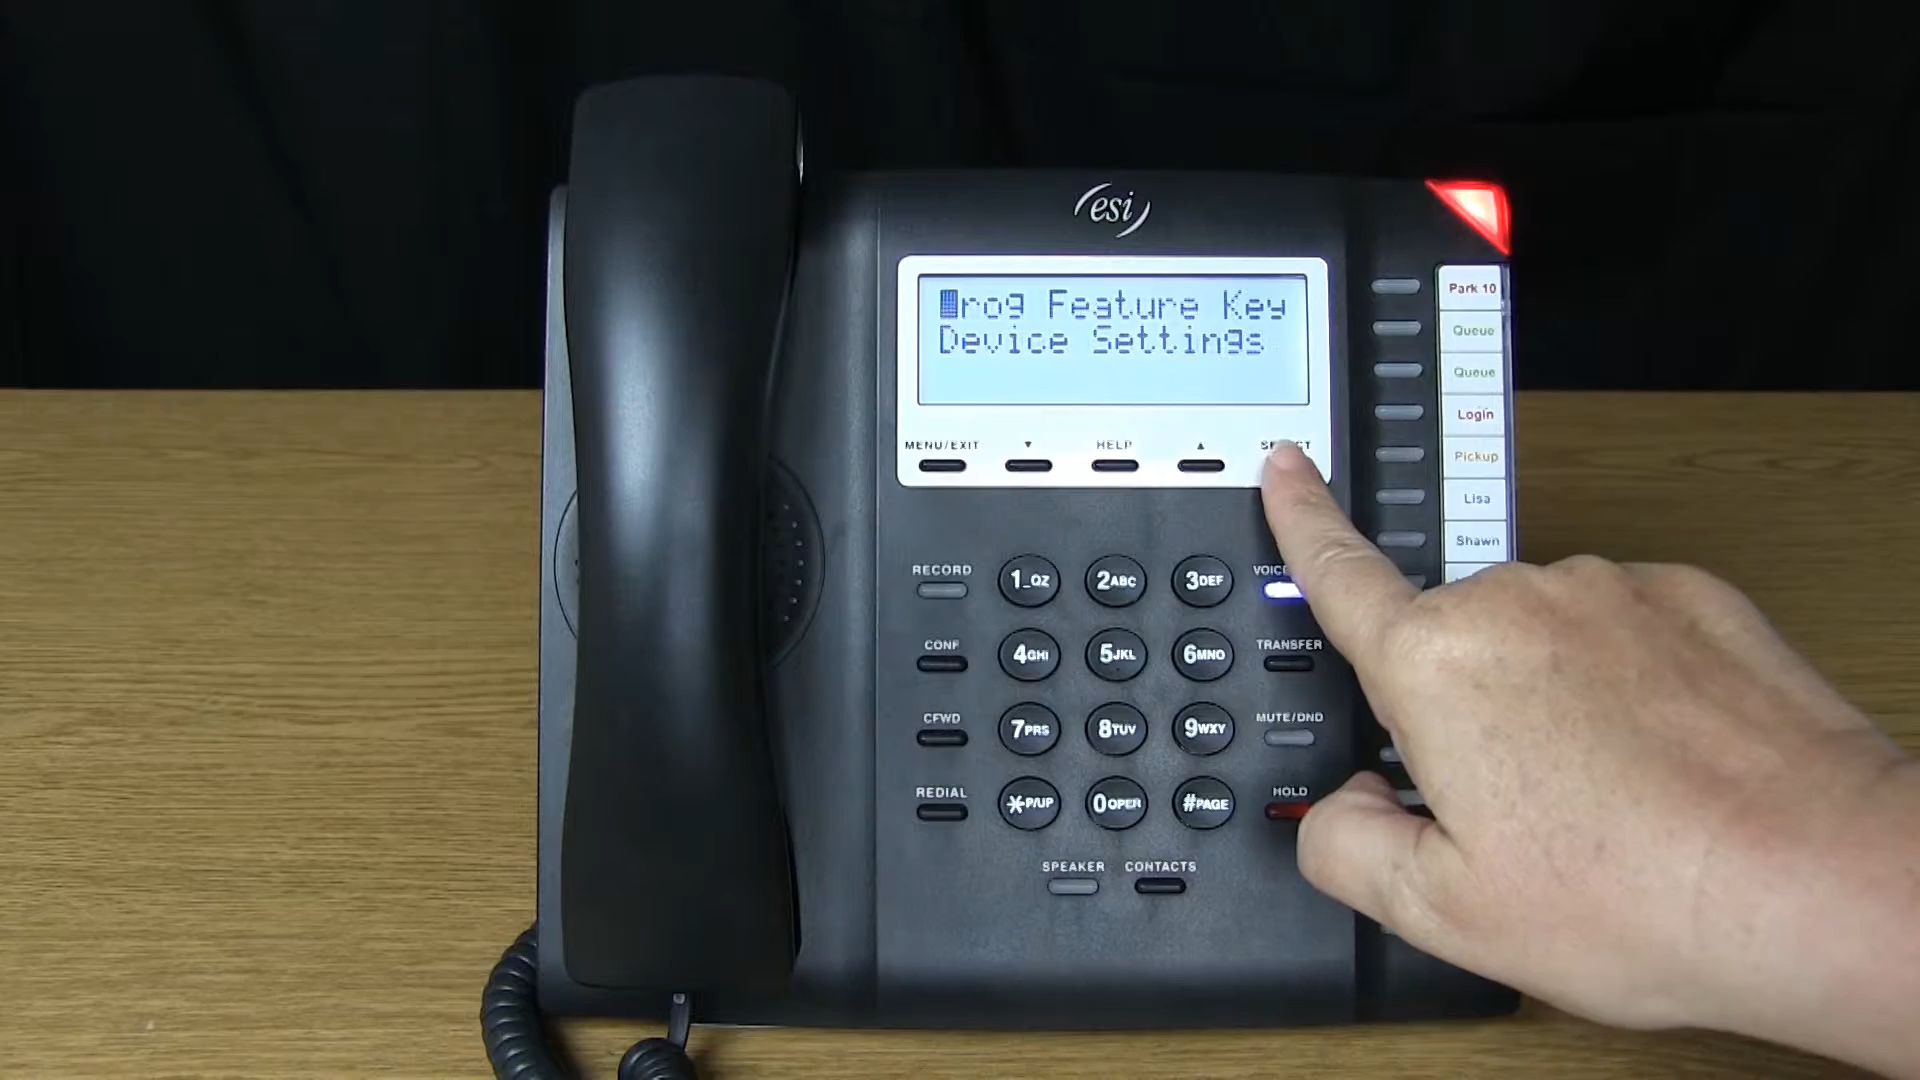 esi
rog Feature Key
Device Settings
MENU/EXIT ▼ HELP ▲
Park 10
Queue
Queue
Login
Pickup
Lisa
Shawn
RECORD 1_QZ 2ABC 3DEF
CONF 4GHI 5JKL 6MNO TRANSFER
CFWD 7PRS 8TUV 9WXY MUTE/DND
REDIAL *P/UP 0OPER #PAGE HOLD
SPEAKER CONTACTS